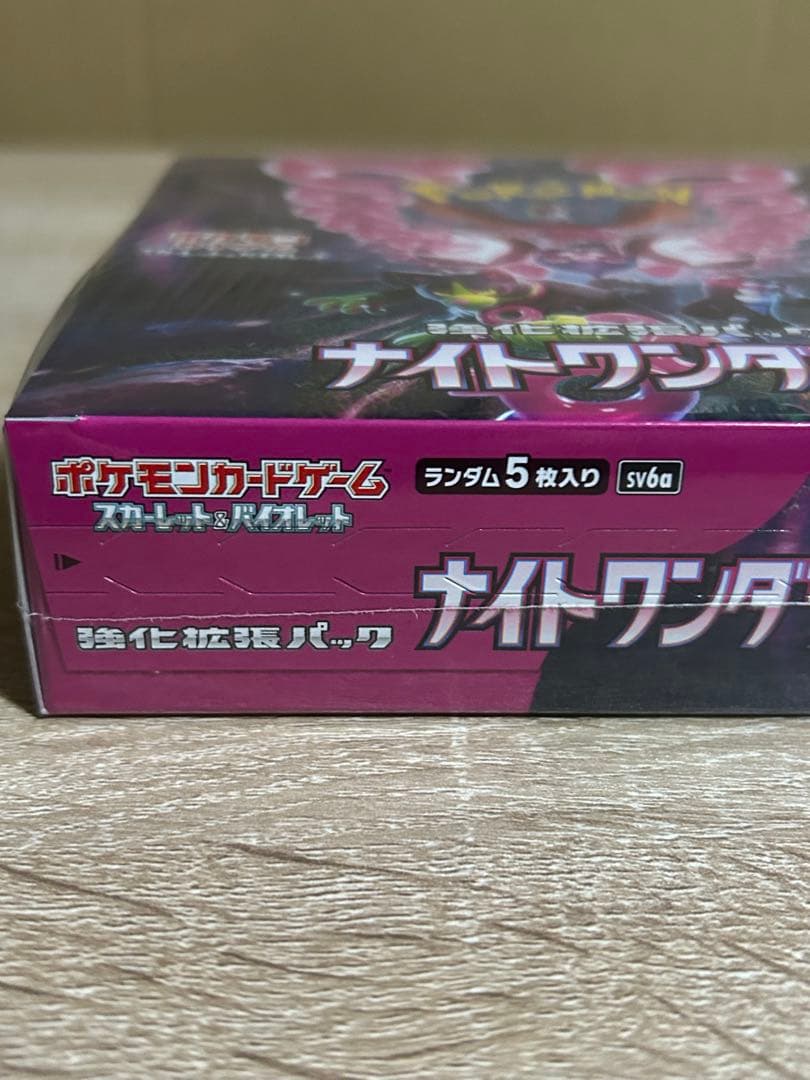 強化拡張パッ
ナイトワンダ
ポケモンカードゲーム
スカーレット&バイオレット
ランダム5枚入り
SV6a
ナイトワンダ
強化拡張パック